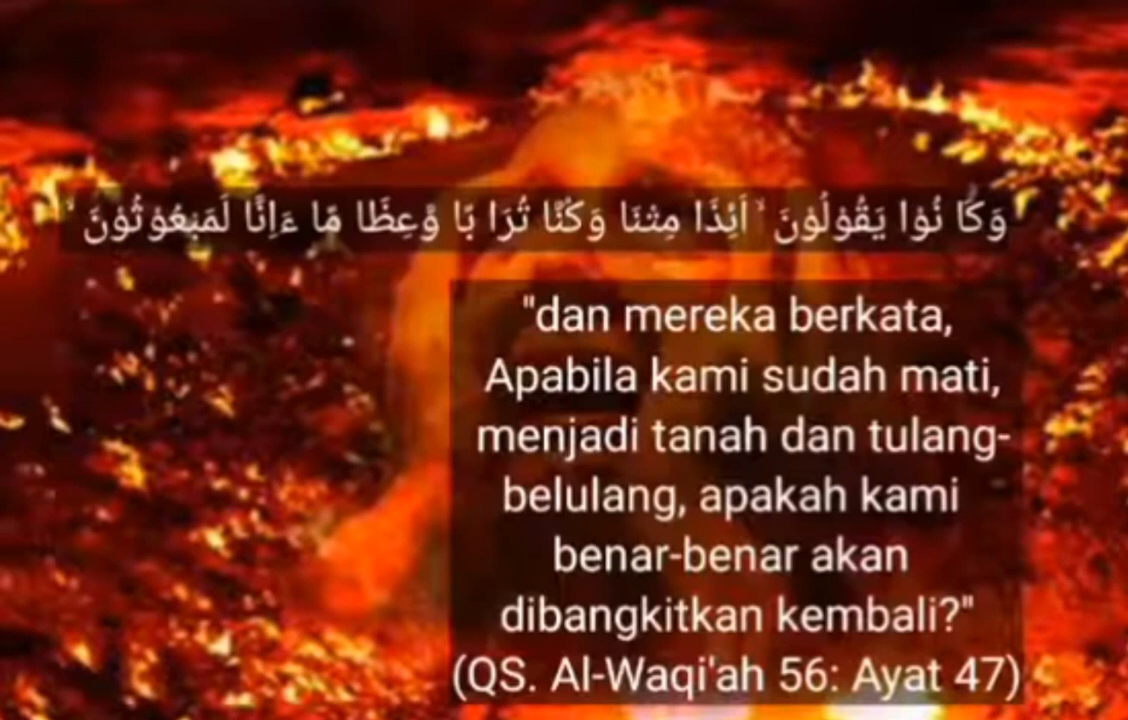 وَكَا نُوْا يَقُوْلُوْنَ ۙ اَئِذَا مِتْنَا وَكُنَّا تُرَا بًا وَّعِظَا مًا ءَاِنَّا لَمَبْعُوْثُوْنَ ۙ
"dan mereka berkata,
Apabila kami sudah mati,
menjadi tanah dan tulang-
belulang, apakah kami
benar-benar akan
dibangkitkan kembali?"
(QS. Al-Waqi'ah 56: Ayat 47)